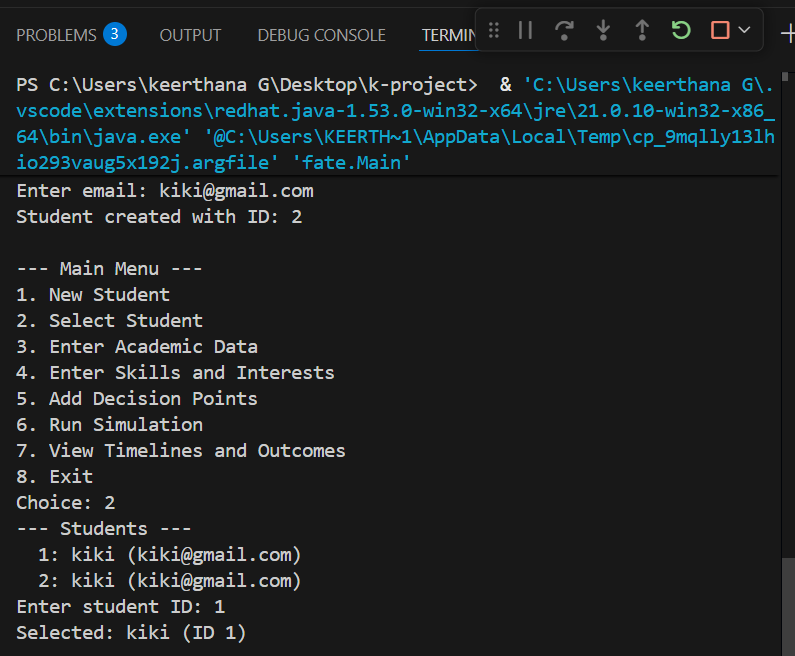 PROBLEMS 3 OUTPUT DEBUG CONSOLE TERMIN
PS C:\Users\keerthana G\Desktop\k-project>  & 'C:\Users\keerthana G\.
vscode\extensions\redhat.java-1.53.0-win32-x64\jre\21.0.10-win32-x86_
64\bin\java.exe' '@C:\Users\KEERTH~1\AppData\Local\Temp\cp_9mqlly13lh
io293vaug5x192j.argfile' 'fate.Main'
Enter email: kiki@gmail.com
Student created with ID: 2

--- Main Menu ---
1. New Student
2. Select Student
3. Enter Academic Data
4. Enter Skills and Interests
5. Add Decision Points
6. Run Simulation
7. View Timelines and Outcomes
8. Exit
Choice: 2
--- Students ---
  1: kiki (kiki@gmail.com)
  2: kiki (kiki@gmail.com)
Enter student ID: 1
Selected: kiki (ID 1)